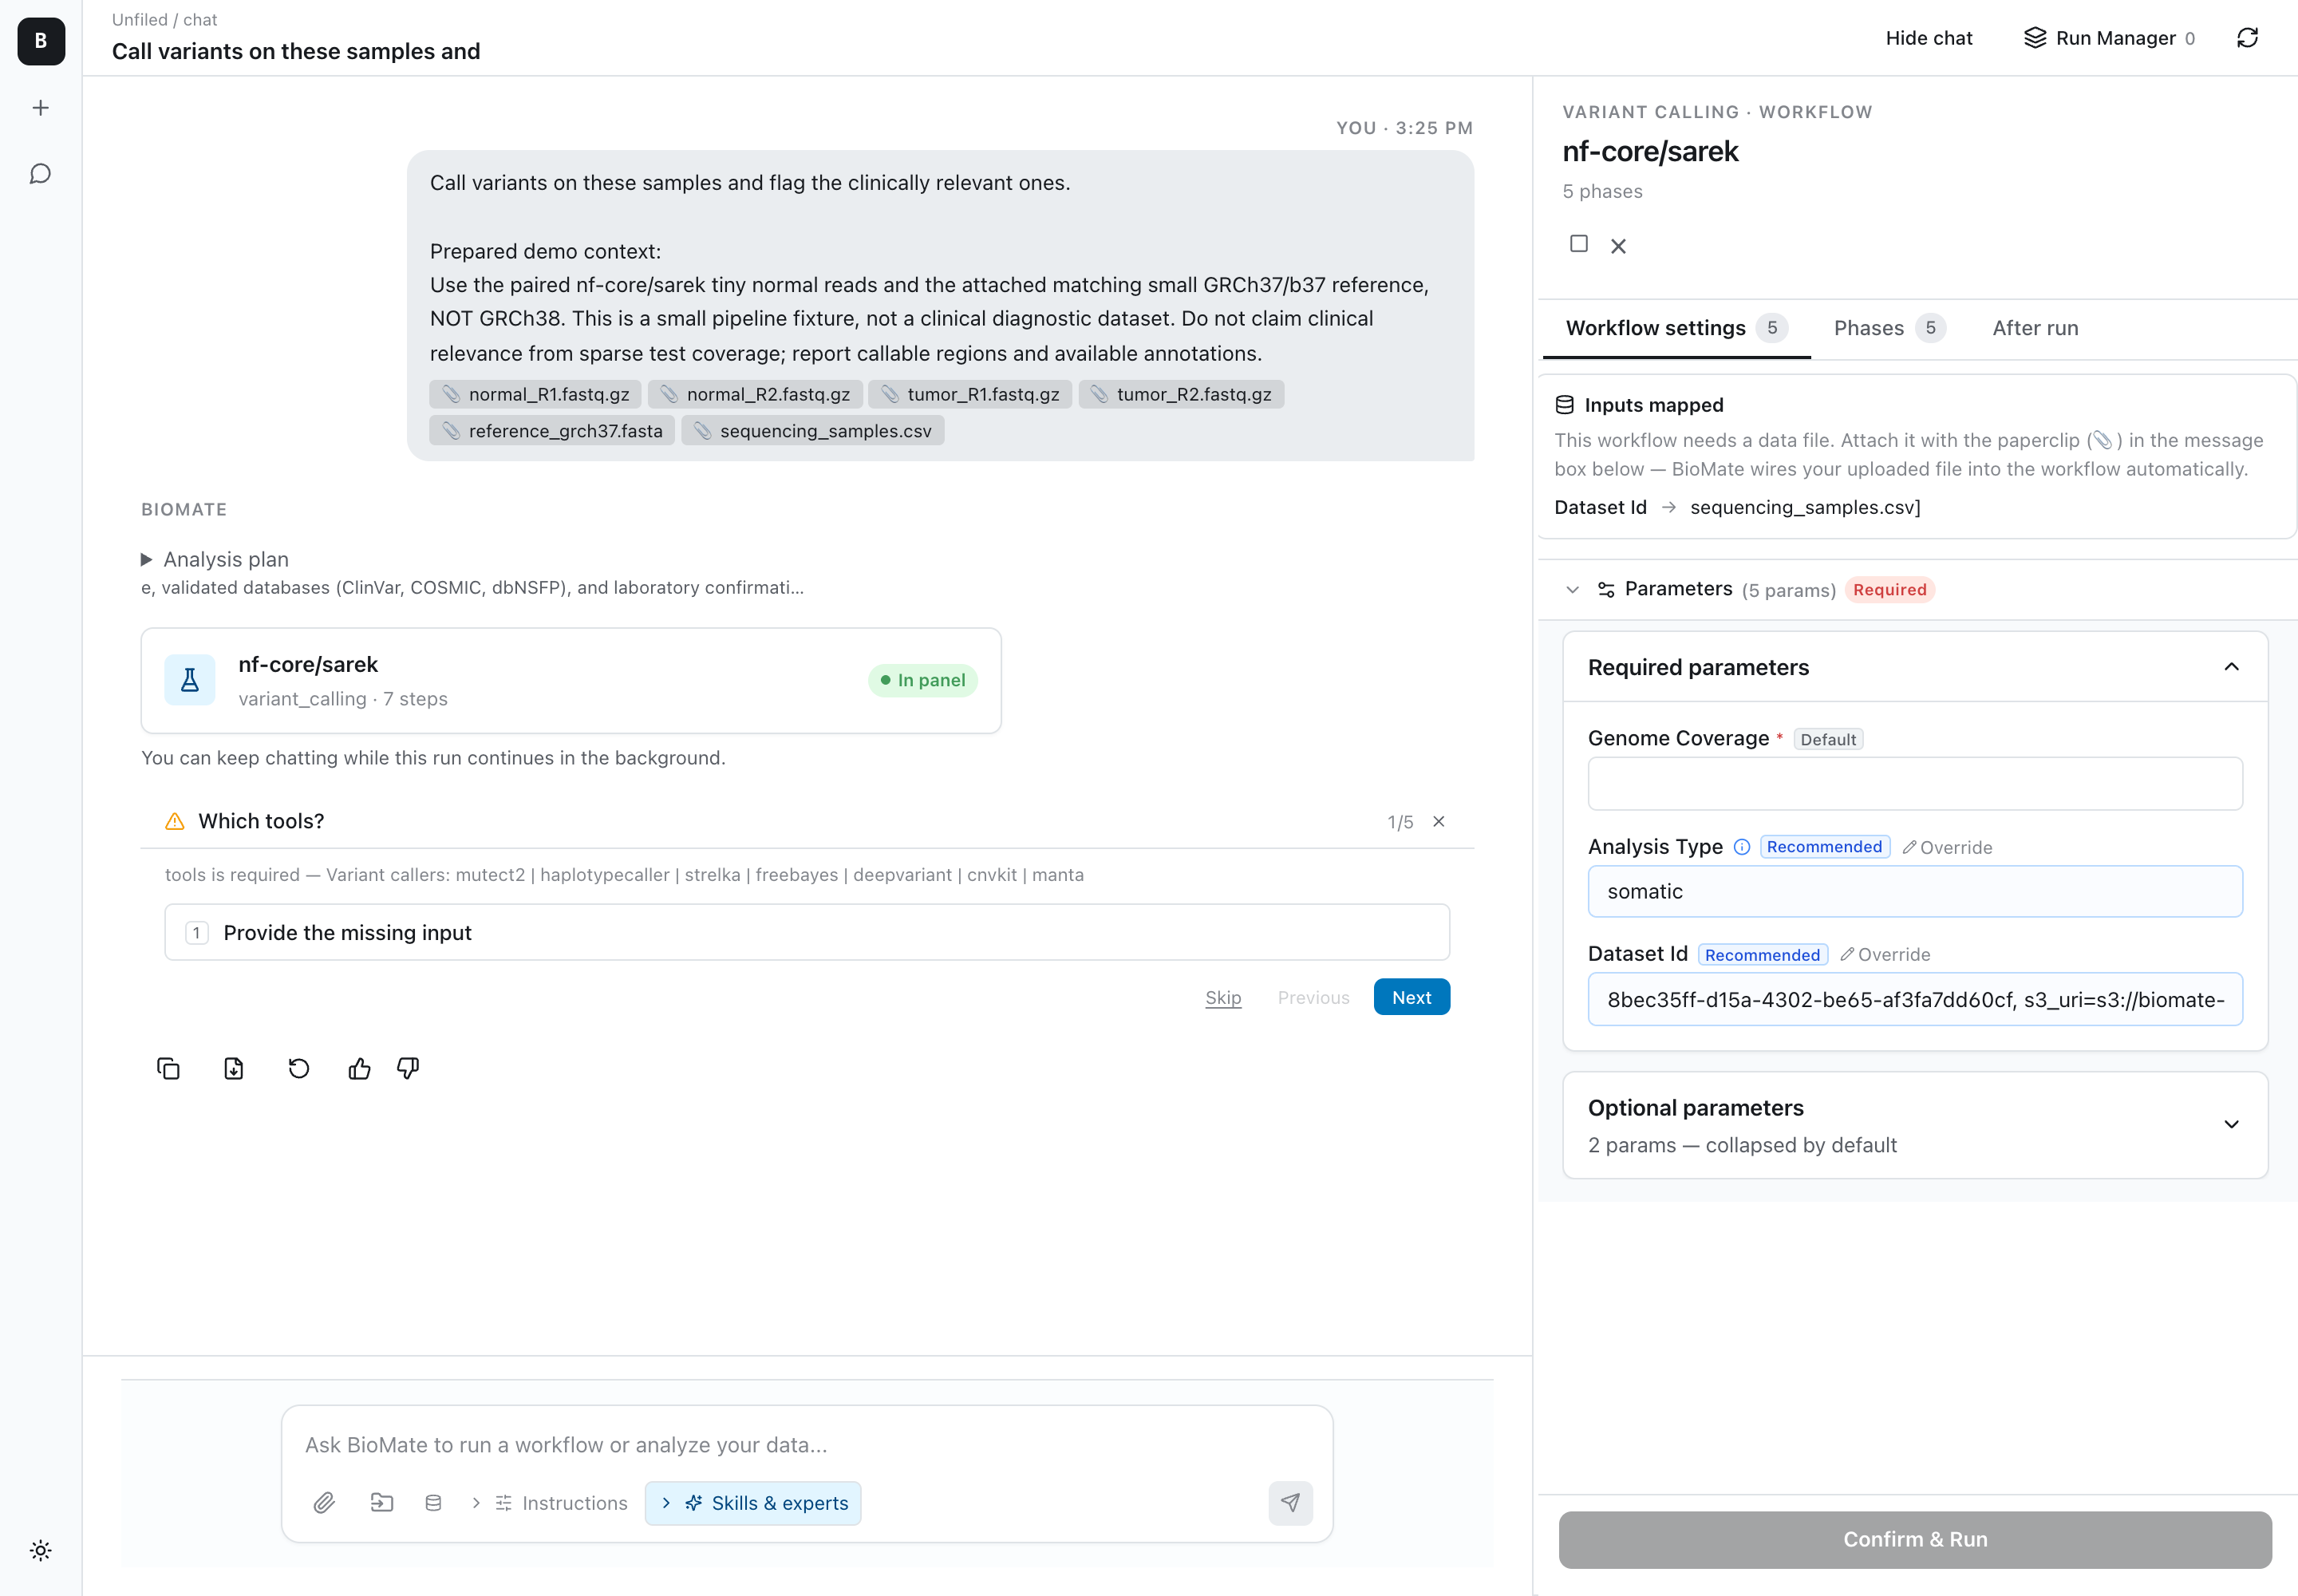 B
Unfiled / chat
Call variants on these samples and
Hide chat
Run Manager 0
YOU · 3:25 PM
Call variants on these samples and flag the clinically relevant ones.
Prepared demo context:
Use the paired nf-core/sarek tiny normal reads and the attached matching small GRCh37/b37 reference,
NOT GRCh38. This is a small pipeline fixture, not a clinical diagnostic dataset. Do not claim clinical
relevance from sparse test coverage; report callable regions and available annotations.
normal_R1.fastq.gz normal_R2.fastq.gz tumor_R1.fastq.gz tumor_R2.fastq.gz
reference_grch37.fasta sequencing_samples.csv
BIOMATE
Analysis plan
e, validated databases (ClinVar, COSMIC, dbNSFP), and laboratory confirmati...
nf-core/sarek
variant_calling · 7 steps
In panel
You can keep chatting while this run continues in the background.
Which tools?
1/5
tools is required — Variant callers: mutect2 | haplotypecaller | strelka | freebayes | deepvariant | cnvkit | manta
1 Provide the missing input
Skip Previous Next
Ask BioMate to run a workflow or analyze your data...
Instructions
Skills & experts
VARIANT CALLING · WORKFLOW
nf-core/sarek
5 phases
Workflow settings 5 Phases 5 After run
Inputs mapped
This workflow needs a data file. Attach it with the paperclip (📎) in the message
box below — BioMate wires your uploaded file into the workflow automatically.
Dataset Id → sequencing_samples.csv]
Parameters (5 params) Required
Required parameters
Genome Coverage * Default
Analysis Type Recommended Override
somatic
Dataset Id Recommended Override
8bec35ff-d15a-4302-be65-af3fa7dd60cf, s3_uri=s3://biomate-
Optional parameters
2 params — collapsed by default
Confirm & Run